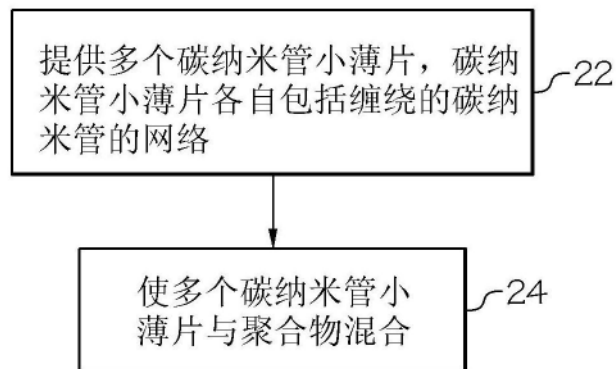 提供多个碳纳米管小薄片，碳纳
米管小薄片各自包括缠绕的碳纳
米管的网络
22
使多个碳纳米管小
薄片与聚合物混合
24